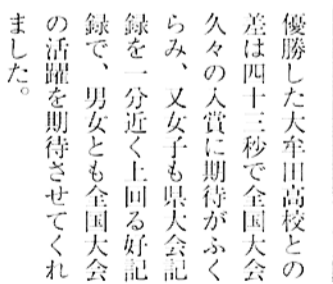 優勝した大牟田高校との
差は四十三秒で全国大会
久々の入賞に期待がふく
らみ、又女子も県大会記
録を一分近く上回る好記
録で、男女とも全国大会
の活躍を期待させてくれ
ました。